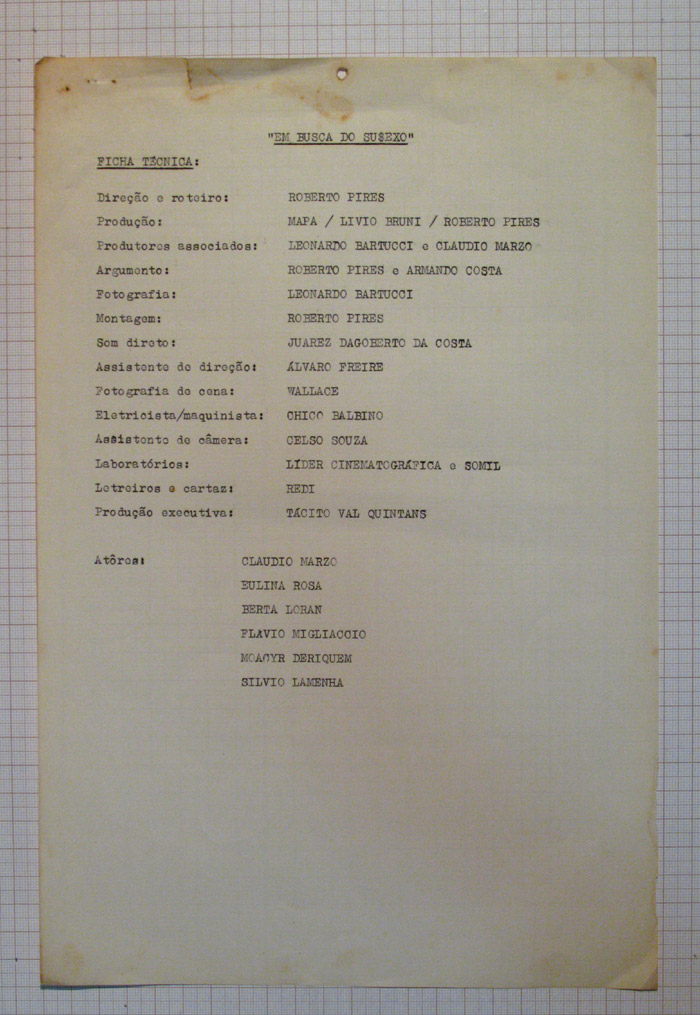 "EM BUSCA DO SU$EXO"
FICHA TÉCNICA:
Direção e roteiro: ROBERTO PIRES
Produção: MAPA / LIVIO BRUNI / ROBERTO PIRES
Produtores associados: LEONARDO BARTUCCI e CLAUDIO MARZO
Argumento: ROBERTO PIRES e ARMANDO COSTA
Fotografia: LEONARDO BARTUCCI
Montagem: ROBERTO PIRES
Som direto: JUAREZ DAGOBERTO DA COSTA
Assistente de direção: ÁLVARO FREIRE
Fotografia de cena: WALLACE
Eletricista/maquinista: CHICO BALBINO
Assistente de câmera: CELSO SOUZA
Laboratórios: LÍDER CINEMATOGRÁFICA e SOMIL
Letreiros e cartaz: REDI
Produção executiva: TÁCITO VAL QUINTANS
Atôres: CLAUDIO MARZO
EULINA ROSA
BERTA LORAN
FLAVIO MIGLIACCIO
MOACYR DERIQUEM
SILVIO LAMENHA